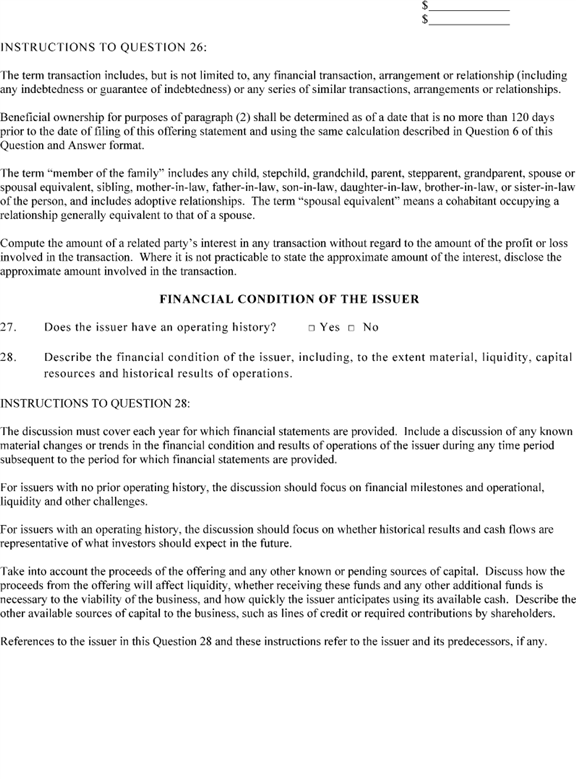 $______________
$______________
INSTRUCTIONS TO QUESTION 26:
The term transaction includes, but is not limited to, any financial transaction, arrangement or relationship (including
any indebtedness or guarantee of indebtedness) or any series of similar transactions, arrangements or relationships.
Beneficial ownership for purposes of paragraph (2) shall be determined as of a date that is no more than 120 days
prior to the date of filing of this offering statement and using the same calculation described in Question 6 of this
Question and Answer format.
The term “member of the family” includes any child, stepchild, grandchild, parent, stepparent, grandparent, spouse or
spousal equivalent, sibling, mother-in-law, father-in-law, son-in-law, daughter-in-law, brother-in-law, or sister-in-law
of the person, and includes adoptive relationships. The term “spousal equivalent” means a cohabitant occupying a
relationship generally equivalent to that of a spouse.
Compute the amount of a related party’s interest in any transaction without regard to the amount of the profit or loss
involved in the transaction. Where it is not practicable to state the approximate amount of the interest, disclose the
approximate amount involved in the transaction.
FINANCIAL CONDITION OF THE ISSUER
27. Does the issuer have an operating history? □ Yes □ No
28. Describe the financial condition of the issuer, including, to the extent material, liquidity, capital
resources and historical results of operations.
INSTRUCTIONS TO QUESTION 28:
The discussion must cover each year for which financial statements are provided. Include a discussion of any known
material changes or trends in the financial condition and results of operations of the issuer during any time period
subsequent to the period for which financial statements are provided.
For issuers with no prior operating history, the discussion should focus on financial milestones and operational,
liquidity and other challenges.
For issuers with an operating history, the discussion should focus on whether historical results and cash flows are
representative of what investors should expect in the future.
Take into account the proceeds of the offering and any other known or pending sources of capital. Discuss how the
proceeds from the offering will affect liquidity, whether receiving these funds and any other additional funds is
necessary to the viability of the business, and how quickly the issuer anticipates using its available cash. Describe the
other available sources of capital to the business, such as lines of credit or required contributions by shareholders.
References to the issuer in this Question 28 and these instructions refer to the issuer and its predecessors, if any.